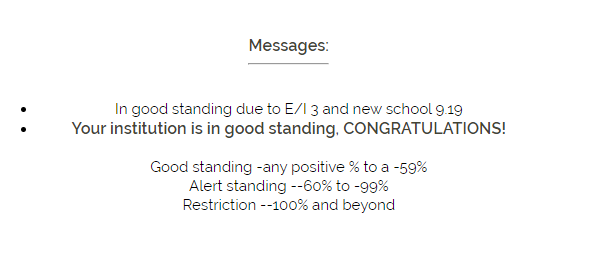 Messages:
In good standing due to E/I 3 and new school 9.19
Your institution is in good standing, CONGRATULATIONS!
Good standing -any positive % to a -59%
Alert standing --60% to -99%
Restriction --100% and beyond